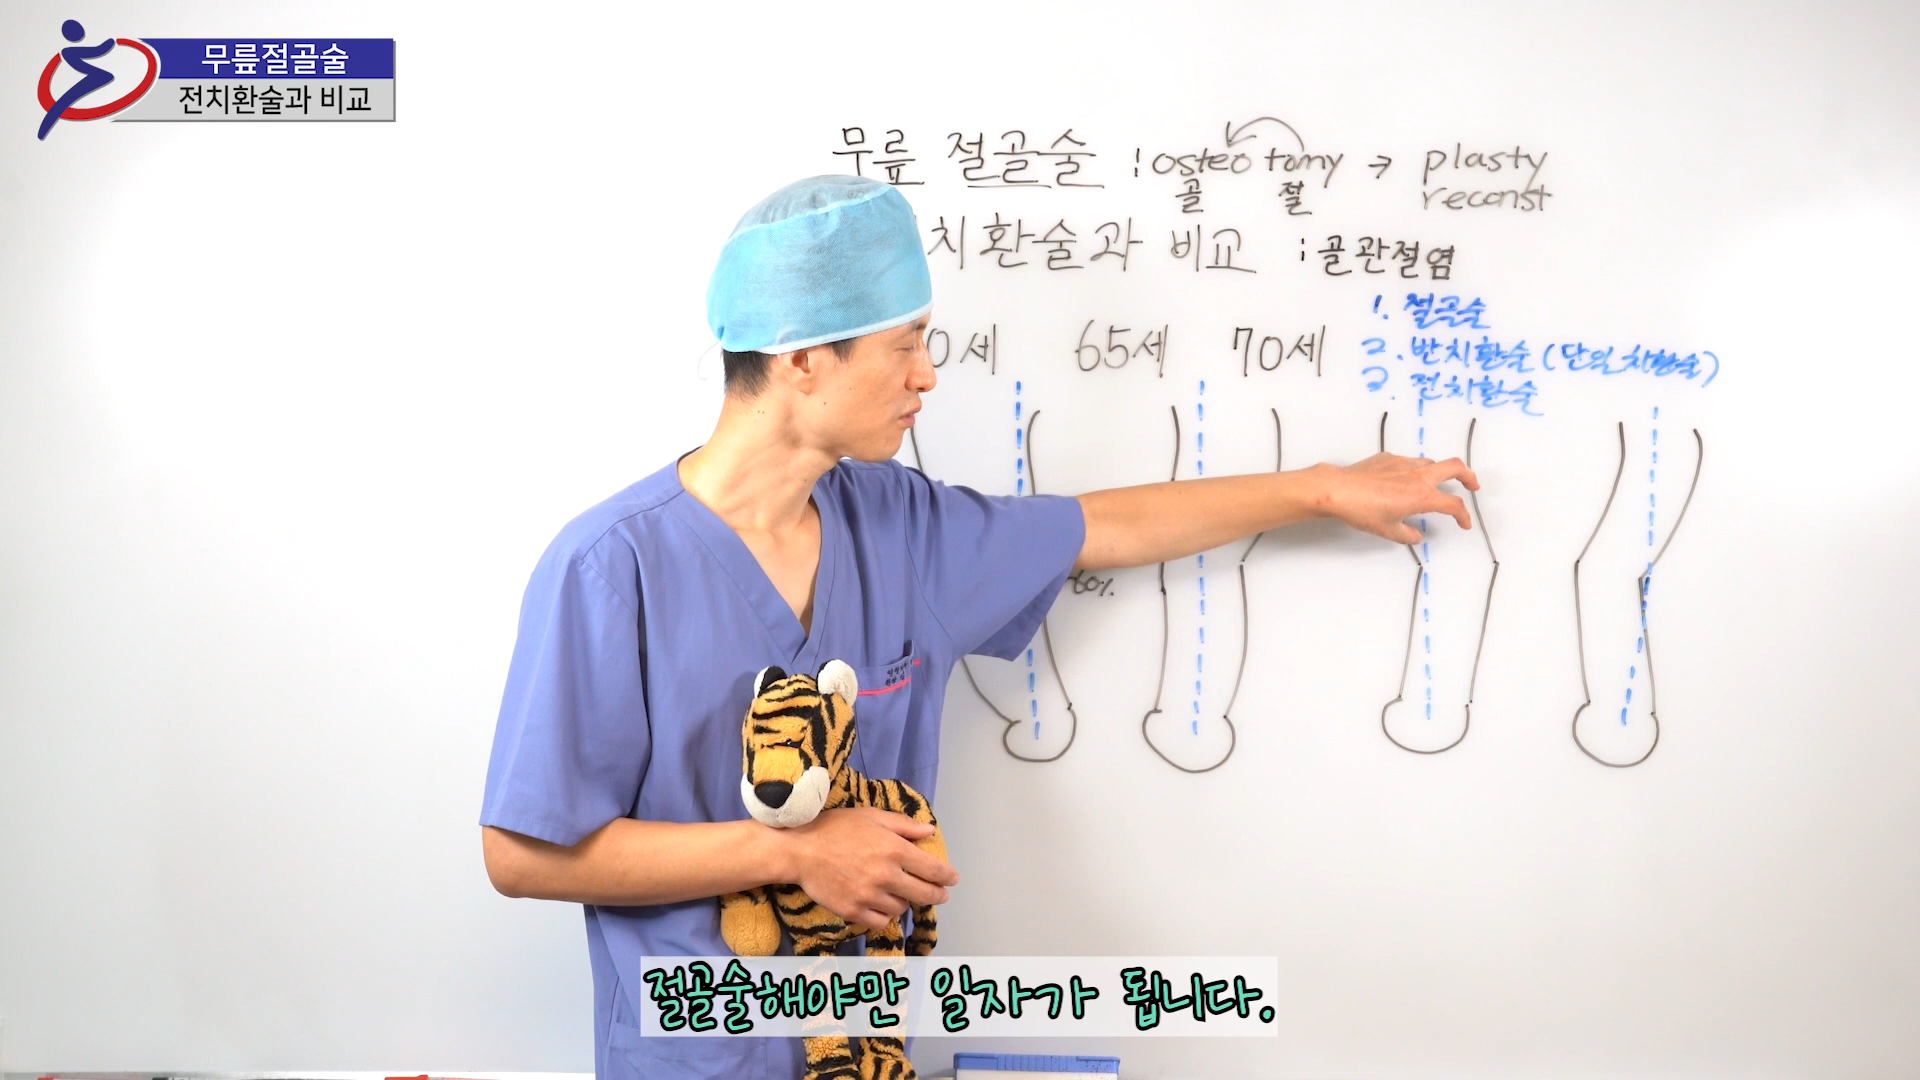 무릎절골술
전치환술과 비교
무릎 절골술 : osteotomy → plasty
골 절 reconst
치환술과 비교 : 골관절염
0세 65세 70세
1. 절골술
2. 반치환술 (단일치환술)
3. 전치환술
60%
절골술해야만 일자가 됩니다.